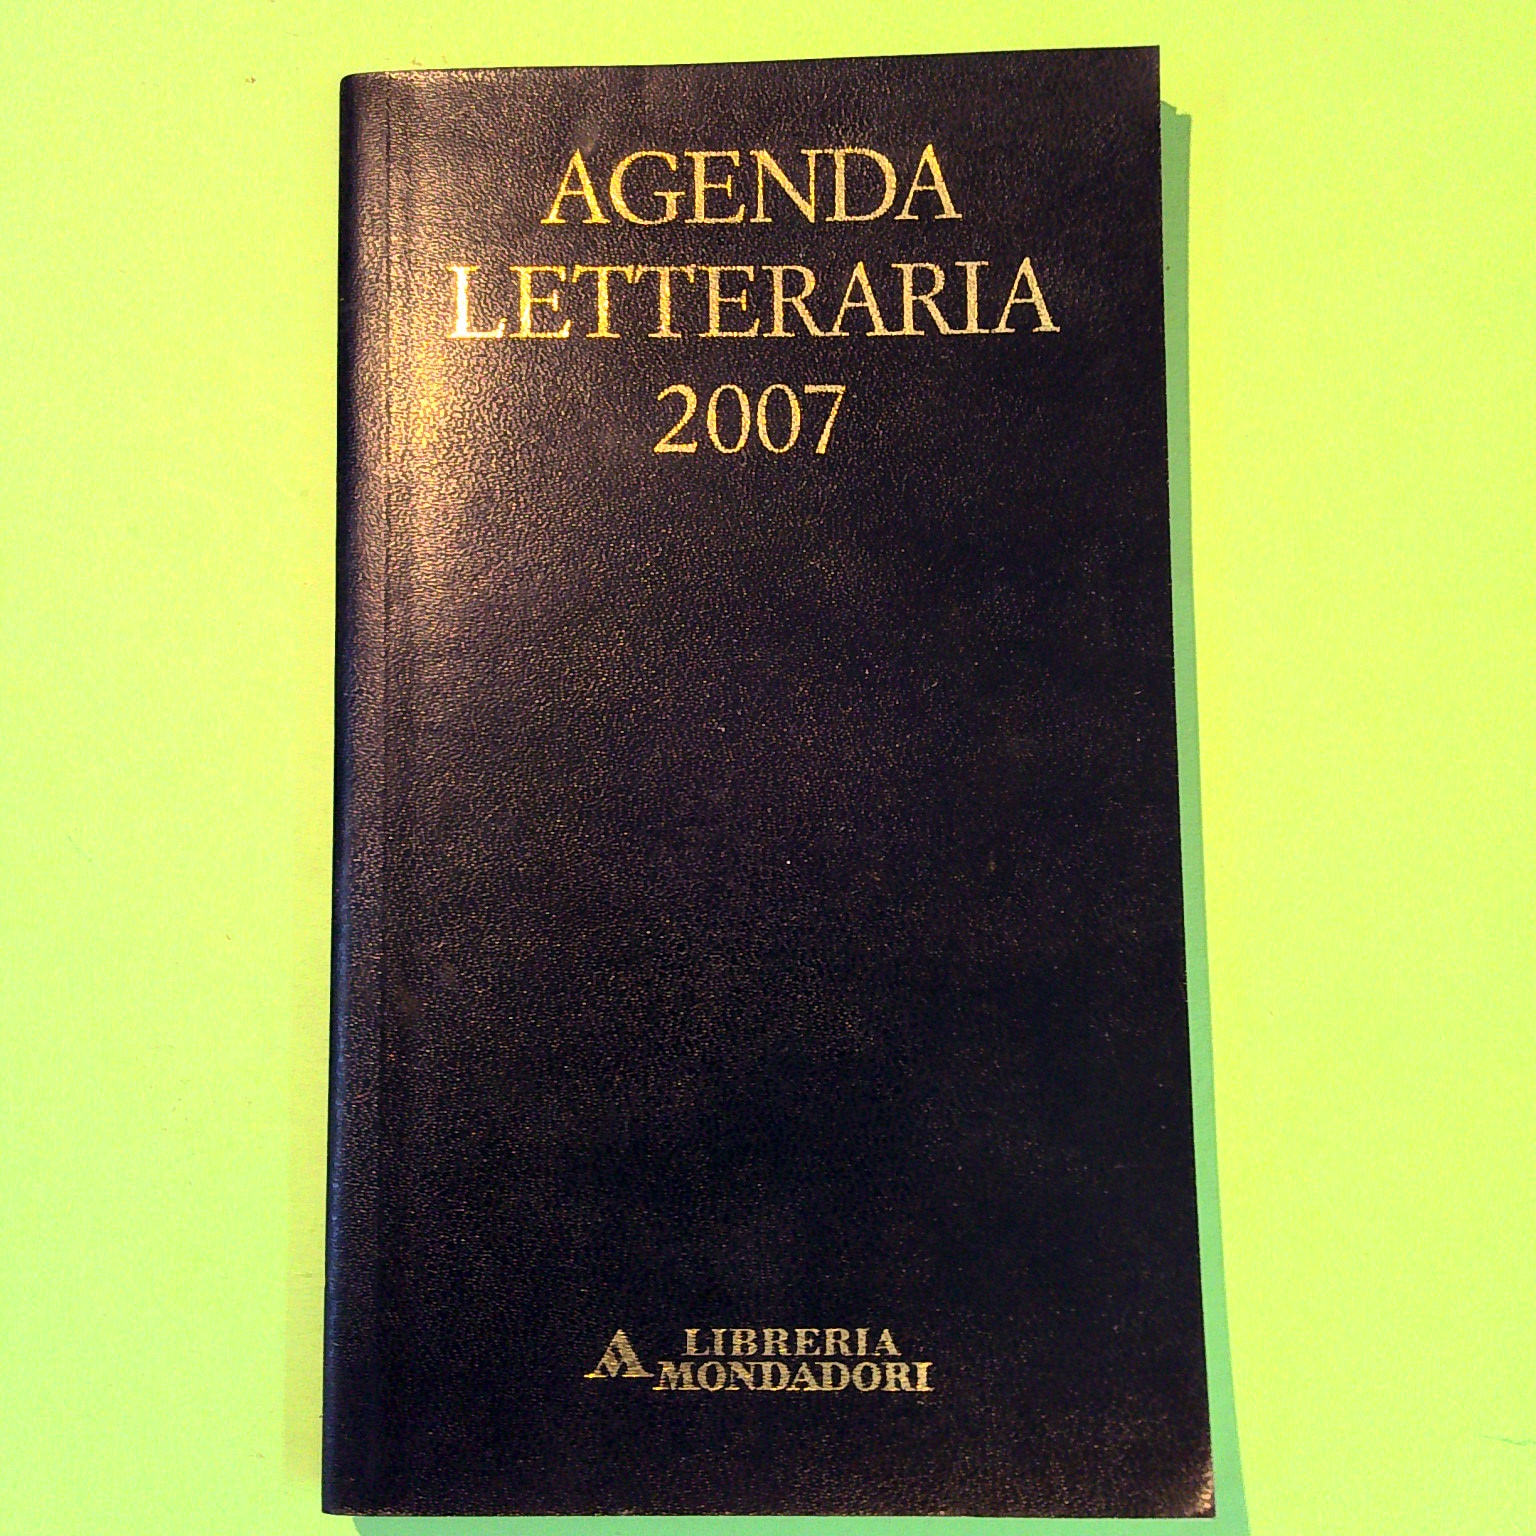 AGENDA
LETTERARIA
2007
LIBRERIA
MONDADORI